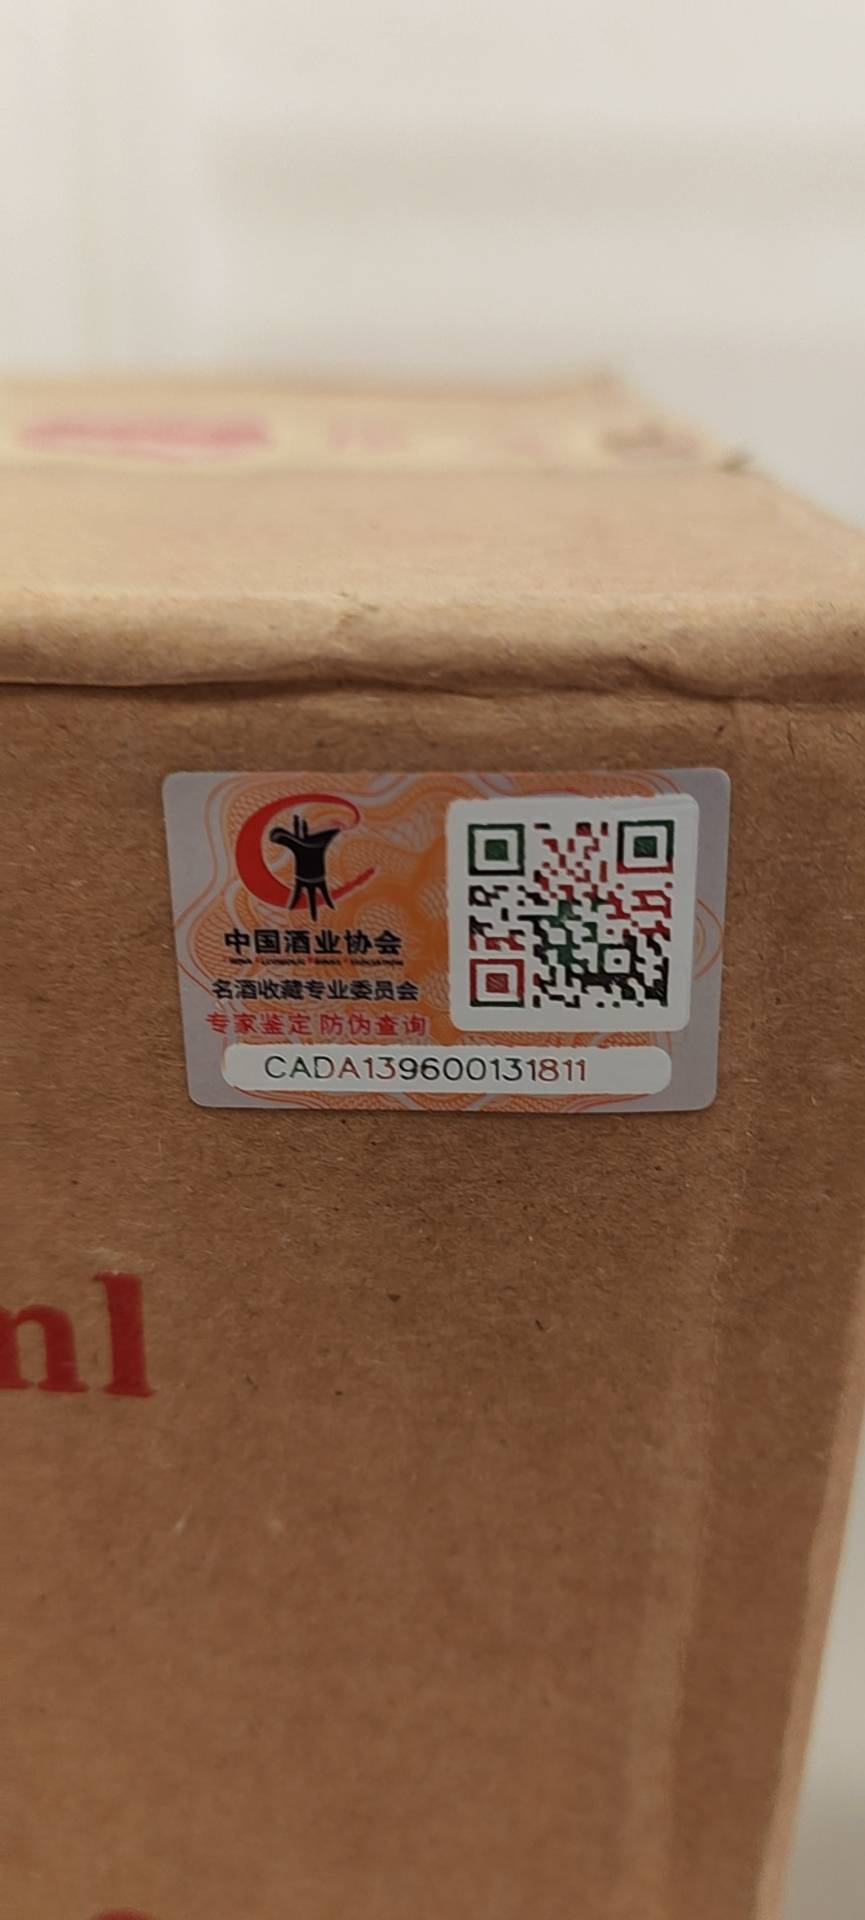 中国酒业协会
名酒收藏专业委员会
专家鉴定 防伪查询
CADA139600131811
ml